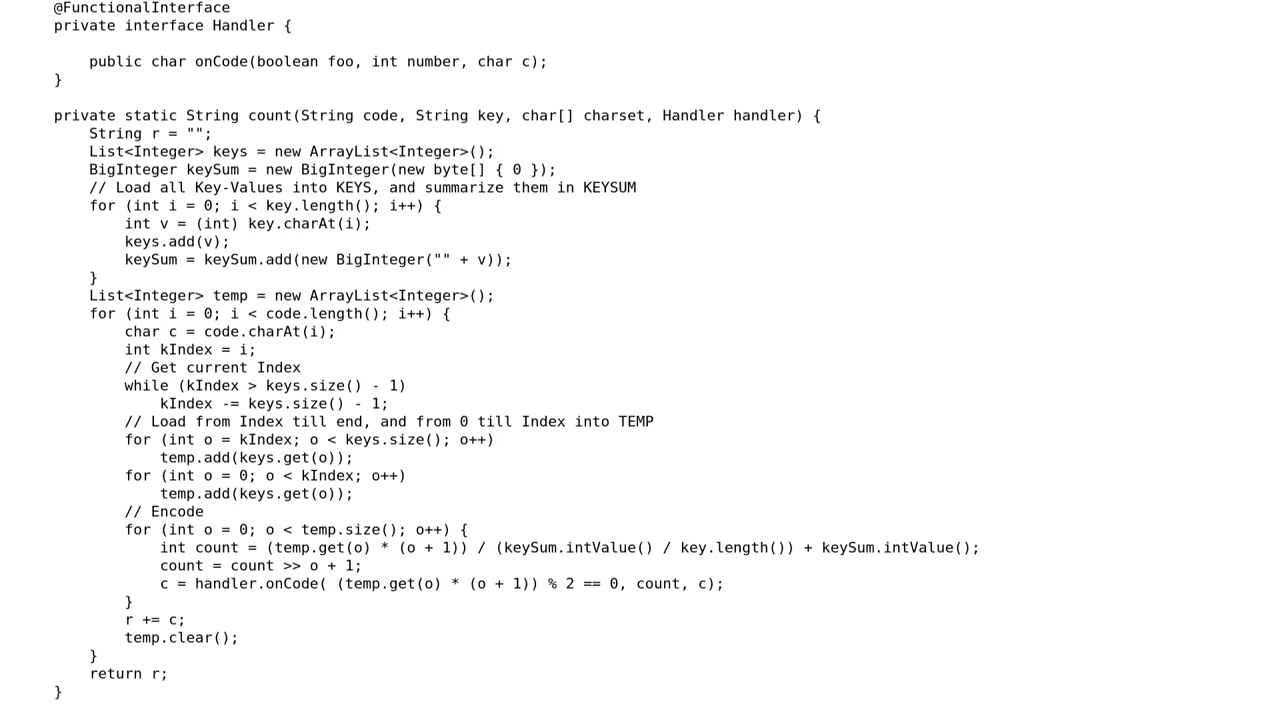 @FunctionalInterface
private interface Handler {
public char onCode(boolean foo, int number, char c);
}
private static String count(String code, String key, char[] charset, Handler handler) {
String r = "";
List<Integer> keys = new ArrayList<Integer>();
BigInteger keySum = new BigInteger(new byte[] { 0 });
// Load all Key-Values into KEYS, and summarize them in KEYSUM
for (int i = 0; i < key.length(); i++) {
int v = (int) key.charAt(i);
keys.add(v);
keySum = keySum.add(new BigInteger("" + v));
}
List<Integer> temp = new ArrayList<Integer>();
for (int i = 0; i < code.length(); i++) {
char c = code.charAt(i);
int kIndex = i;
// Get current Index
while (kIndex > keys.size() - 1)
kIndex -= keys.size() - 1;
// Load from Index till end, and from 0 till Index into TEMP
for (int o = kIndex; o < keys.size(); o++)
temp.add(keys.get(o));
for (int o = 0; o < kIndex; o++)
temp.add(keys.get(o));
// Encode
for (int o = 0; o < temp.size(); o++) {
int count = (temp.get(o) * (o + 1)) / (keySum.intValue() / key.length()) + keySum.intValue();
count = count >> o + 1;
c = handler.onCode( (temp.get(o) * (o + 1)) % 2 == 0, count, c);
}
r += c;
temp.clear();
}
return r;
}